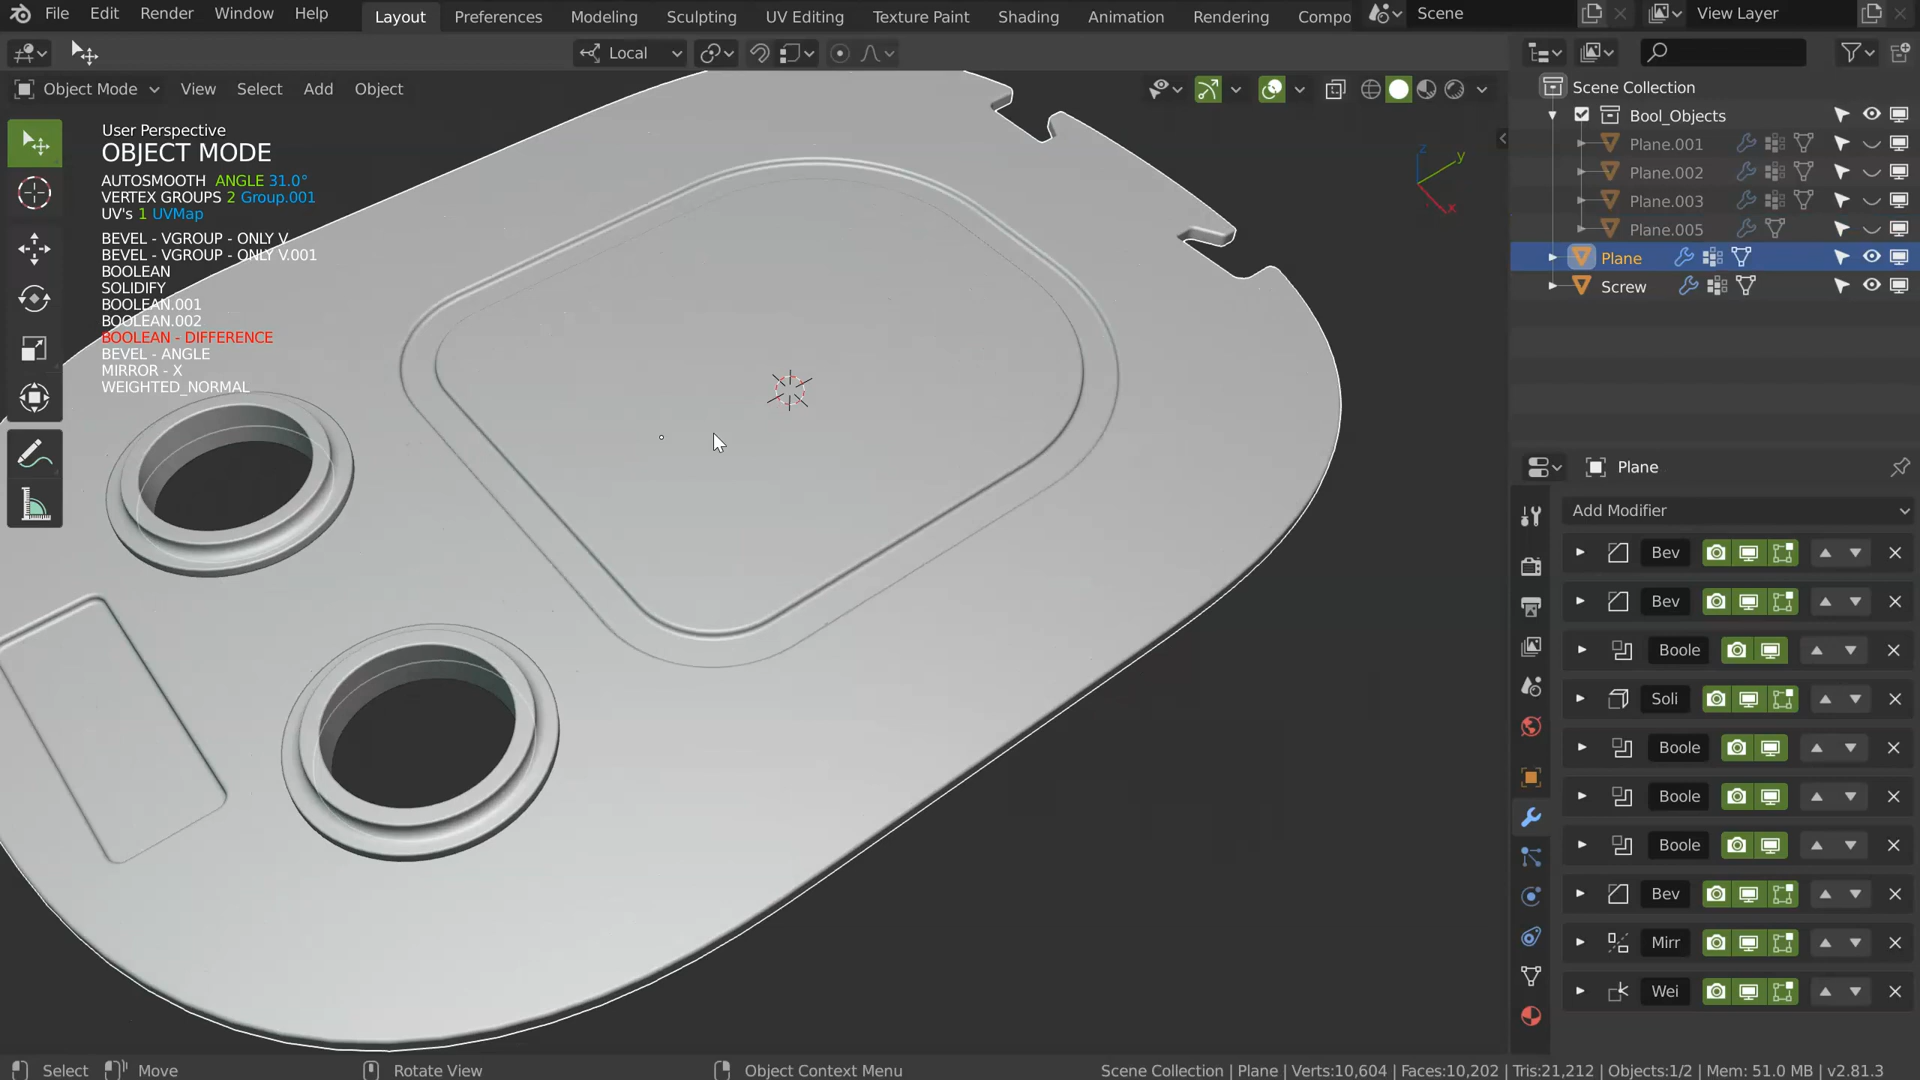 File Edit Render Window Help Layout Preferences Modeling Sculpting UV Editing Texture Paint Shading Animation Rendering Compo Scene View Layer
Local
Object Mode View Select Add Object
User Perspective
OBJECT MODE
AUTOSMOOTH ANGLE 31.0°
VERTEX GROUPS 2 Group.001
UV's 1 UVMap
BEVEL - VGROUP - ONLY V
BEVEL - VGROUP - ONLY V.001
BOOLEAN
SOLIDIFY
BOOLEAN.001
BOOLEAN.002
BOOLEAN - DIFFERENCE
BEVEL - ANGLE
MIRROR - X
WEIGHTED_NORMAL
z
y
x
Scene Collection
Bool_Objects
Plane.001
Plane.002
Plane.003
Plane.005
Plane
Screw
Plane
Add Modifier
Bev
Bev
Boole
Soli
Boole
Boole
Boole
Bev
Mirr
Wei
Select Move Rotate View Object Context Menu Scene Collection | Plane | Verts:10,604 | Faces:10,202 | Tris:21,212 | Objects:1/2 | Mem: 51.0 MB | v2.81.3